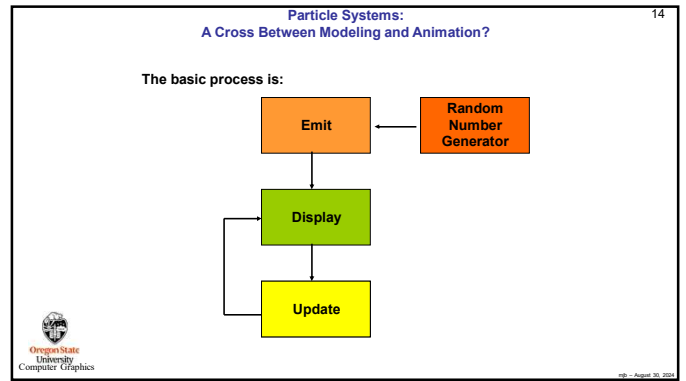 Particle Systems:
A Cross Between Modeling and Animation?
14
The basic process is:
Emit
Random
Number
Generator
Display
Update
Oregon State
University
Computer Graphics
mjb – August 30, 2024